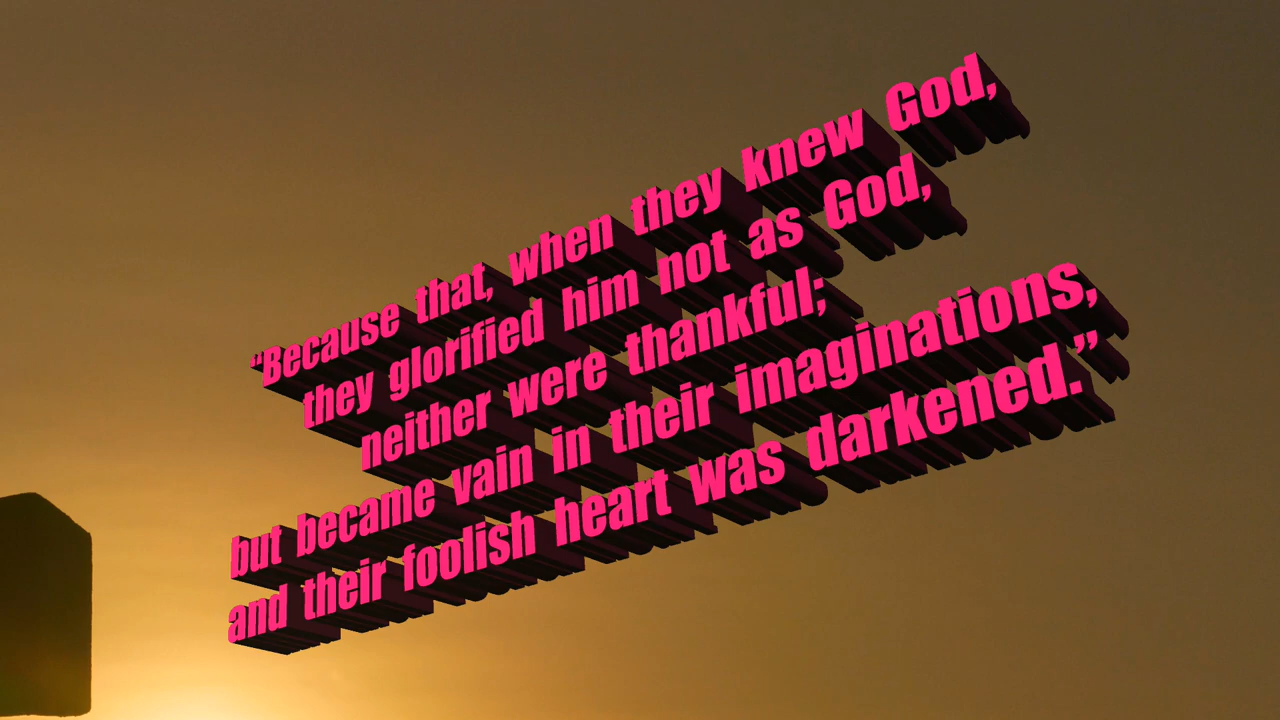 “Because that, when they knew God,
they glorified him not as God,
neither were thankful;
but became vain in their imaginations,
and their foolish heart was darkened.”